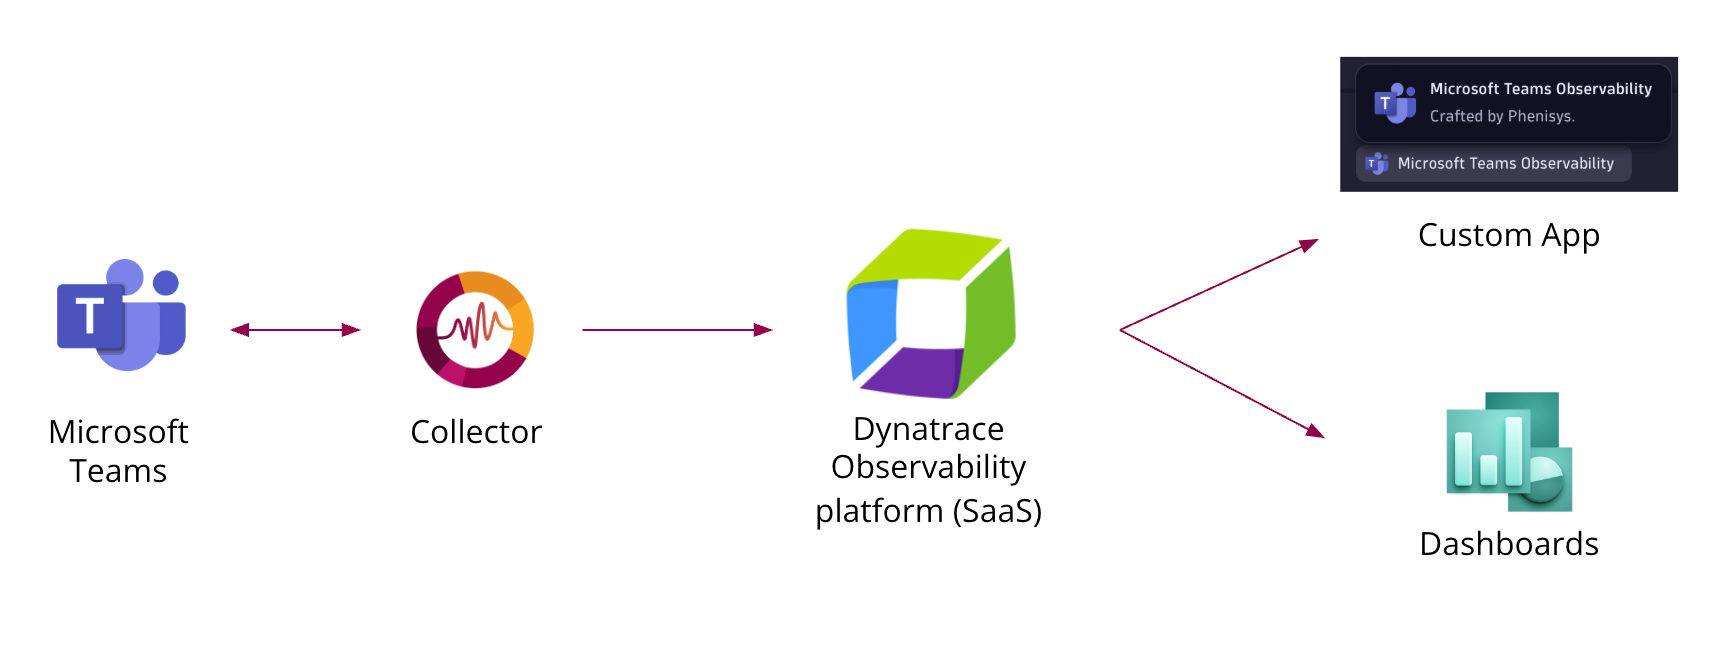 Microsoft Teams Observability
Crafted by Phenisys.
T
Microsoft Teams Observability
T
Custom App
T
Microsoft
Teams
Collector
Dynatrace
Observability
platform (SaaS)
Dashboards